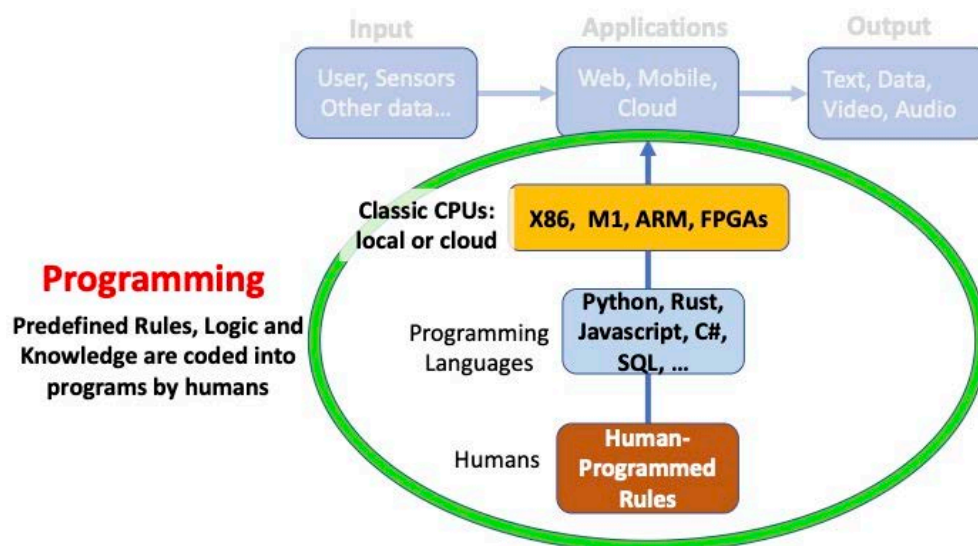 Input
Applications
Output
User, Sensors
Other data...
Web, Mobile,
Cloud
Text, Data,
Video, Audio
Classic CPUs:
local or cloud
X86, M1, ARM, FPGAs
Programming
Predefined Rules, Logic and
Knowledge are coded into
programs by humans
Programming
Languages
Python, Rust,
Javascript, C#,
SQL, ...
Humans
Human-
Programmed
Rules